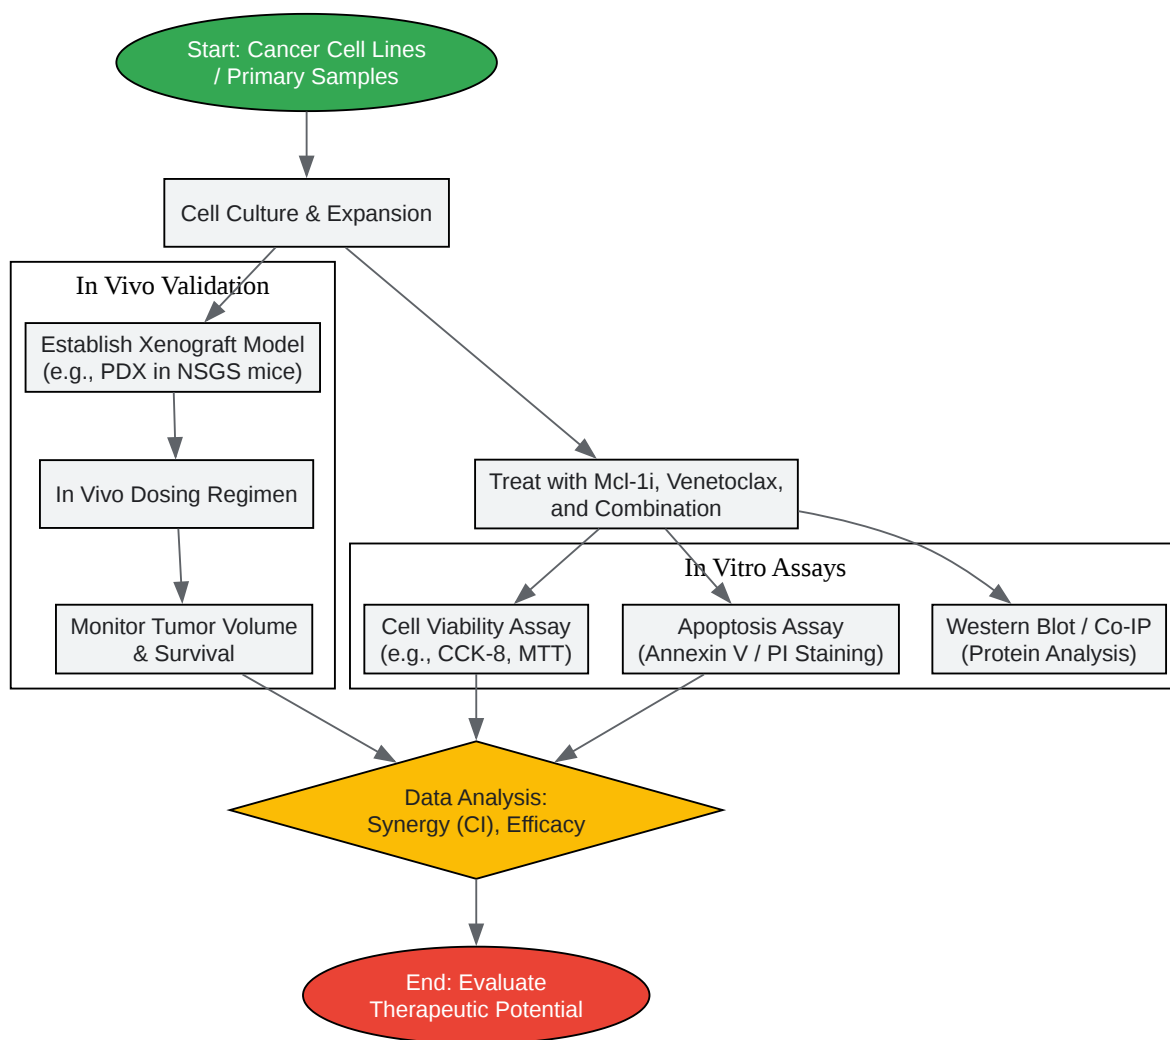 Start: Cancer Cell Lines
/ Primary Samples
Cell Culture & Expansion
In Vivo Validation
Establish Xenograft Model
(e.g., PDX in NSGS mice)
In Vivo Dosing Regimen
Treat with Mcl-1i, Venetoclax,
and Combination
In Vitro Assays
Monitor Tumor Volume
& Survival
Cell Viability Assay
(e.g., CCK-8, MTT)
Apoptosis Assay
(Annexin V / PI Staining)
Western Blot / Co-IP
(Protein Analysis)
Data Analysis:
Synergy (CI), Efficacy
End: Evaluate
Therapeutic Potential